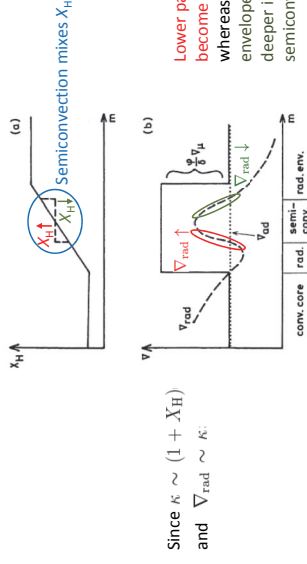 X_H
(a)
X_H↑
X_H↓
m
Semiconvection mixes X_H
Since κ ~ (1 + X_H)
and ∇_rad ~ κ:
∇
(b)
∇_rad ↑
φ/δ ∇_μ
∇_rad ↓
∇_rad
∇_ad
m
conv. core
rad.
semi-
conv.
rad. env.
Lower pa
become
whereas
envelope
deeper i
semiconv